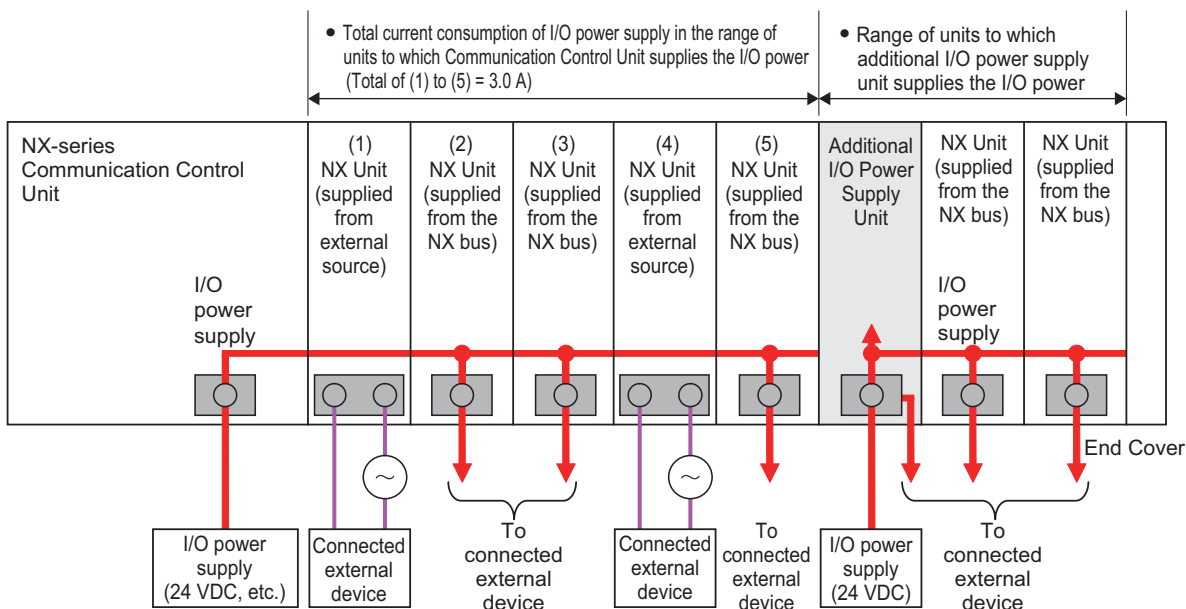 • Total current consumption of I/O power supply in the range of
units to which Communication Control Unit supplies the I/O power
(Total of (1) to (5) = 3.0 A)
• Range of units to which
additional I/O power supply
unit supplies the I/O power
NX-series
Communication Control
Unit
(1)
NX Unit
(supplied
from
external
source)
(2)
NX Unit
(supplied
from the
NX bus)
(3)
NX Unit
(supplied
from the
NX bus)
(4)
NX Unit
(supplied
from
external
source)
(5)
NX Unit
(supplied
from the
NX bus)
Additional
I/O Power
Supply
Unit
NX Unit
(supplied
from the
NX bus)
NX Unit
(supplied
from the
NX bus)
I/O
power
supply
I/O
power
supply
End Cover
I/O power
supply
(24 VDC, etc.)
Connected
external
device
To
connected
external
device
Connected
external
device
To
connected
external
device
I/O power
supply
(24 VDC)
To
connected
external
device